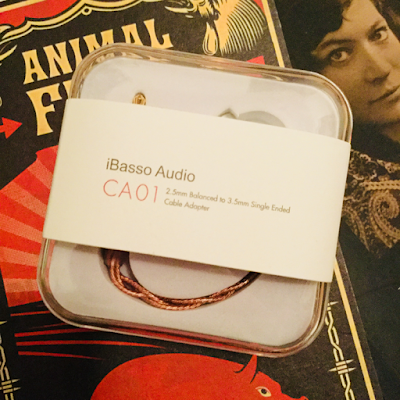 ANIMAL
iBasso Audio
CA01
2.5mm Balanced to 3.5mm Single Ended
Cable Adapter